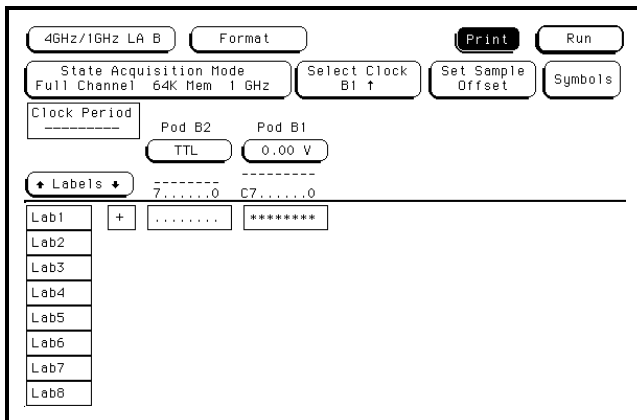 4GHz/1GHz LA B Format Print Run
State Acquisition Mode Select Clock Set Sample Symbols
Full Channel 64K Mem 1 GHz B1 ↑ Offset
Clock Period
---------
Pod B2 Pod B1
TTL 0.00 V
-------- ---------
↑ Labels ↓ 7......0 C7......0
Lab1 + ........ ********
Lab2
Lab3
Lab4
Lab5
Lab6
Lab7
Lab8